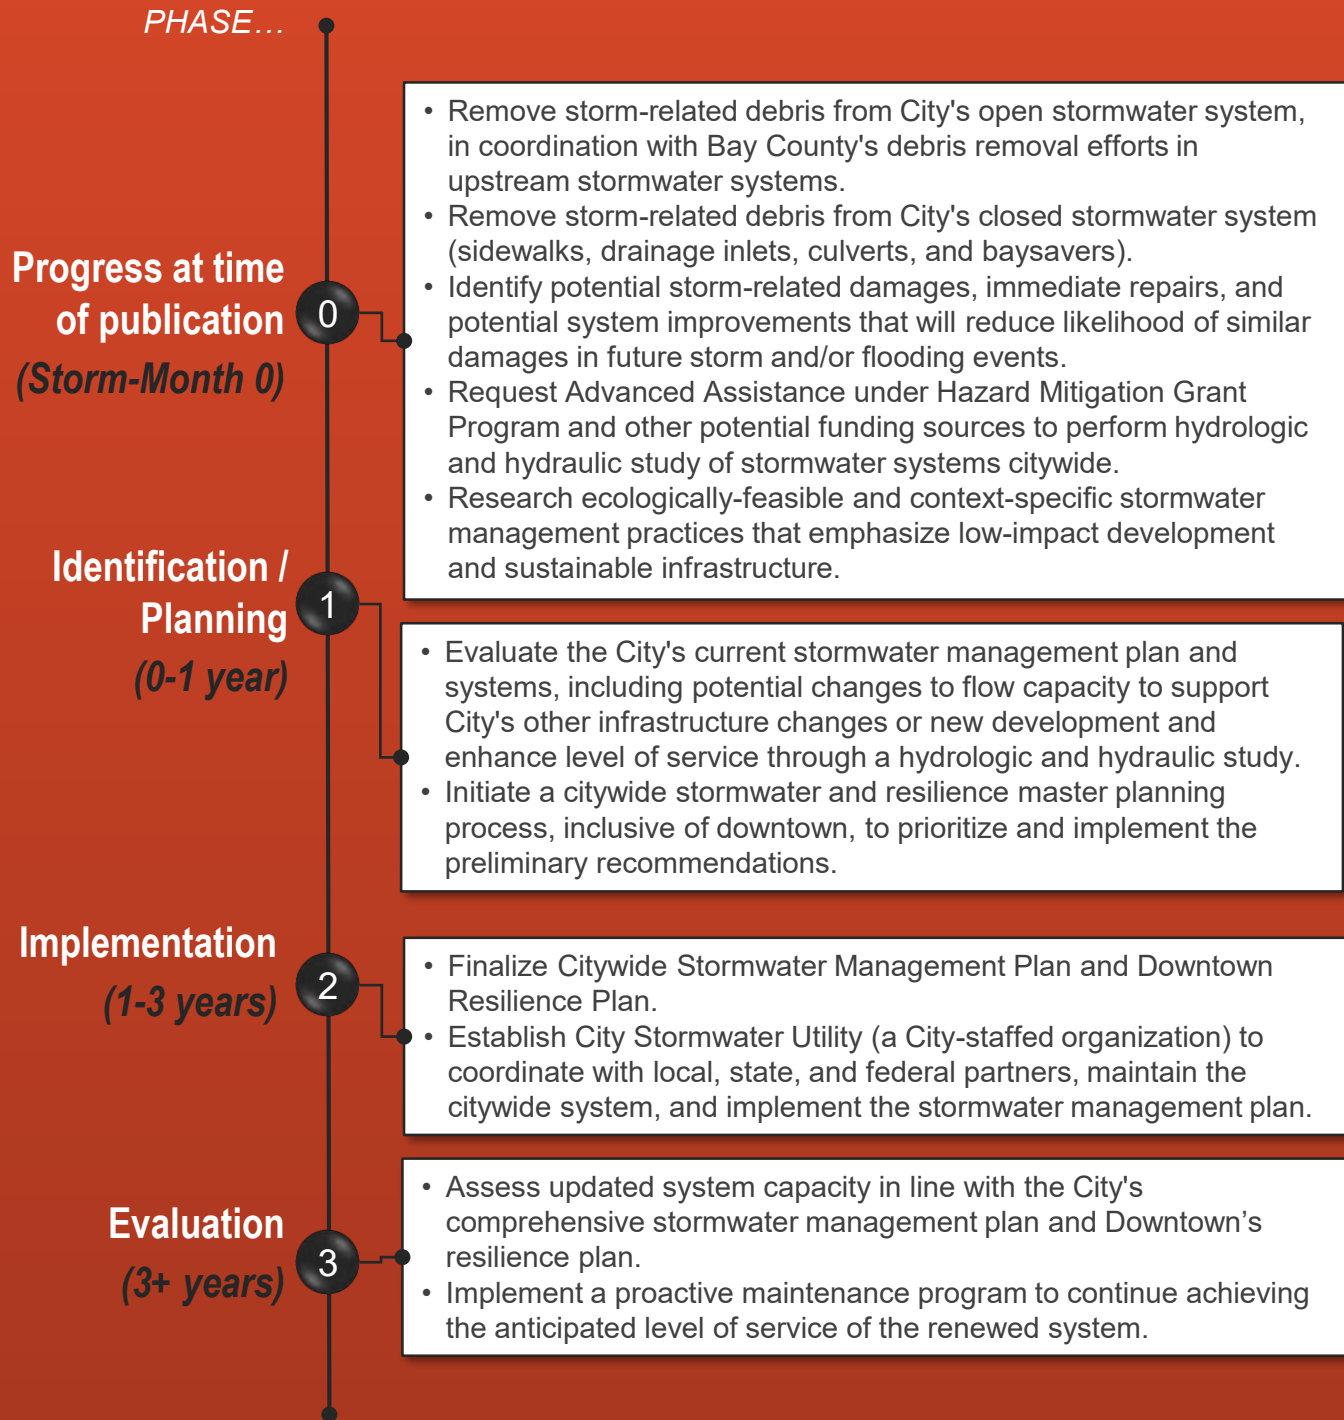 PHASE…
Progress at time
of publication
(Storm-Month 0)
0
• Remove storm-related debris from City's open stormwater system,
in coordination with Bay County's debris removal efforts in
upstream stormwater systems.
• Remove storm-related debris from City's closed stormwater system
(sidewalks, drainage inlets, culverts, and baysavers).
• Identify potential storm-related damages, immediate repairs, and
potential system improvements that will reduce likelihood of similar
damages in future storm and/or flooding events.
• Request Advanced Assistance under Hazard Mitigation Grant
Program and other potential funding sources to perform hydrologic
and hydraulic study of stormwater systems citywide.
• Research ecologically-feasible and context-specific stormwater
management practices that emphasize low-impact development
and sustainable infrastructure.
Identification /
Planning
(0-1 year)
1
• Evaluate the City's current stormwater management plan and
systems, including potential changes to flow capacity to support
City's other infrastructure changes or new development and
enhance level of service through a hydrologic and hydraulic study.
• Initiate a citywide stormwater and resilience master planning
process, inclusive of downtown, to prioritize and implement the
preliminary recommendations.
Implementation
(1-3 years)
2
• Finalize Citywide Stormwater Management Plan and Downtown
Resilience Plan.
• Establish City Stormwater Utility (a City-staffed organization) to
coordinate with local, state, and federal partners, maintain the
citywide system, and implement the stormwater management plan.
Evaluation
(3+ years)
3
• Assess updated system capacity in line with the City's
comprehensive stormwater management plan and Downtown’s
resilience plan.
• Implement a proactive maintenance program to continue achieving
the anticipated level of service of the renewed system.